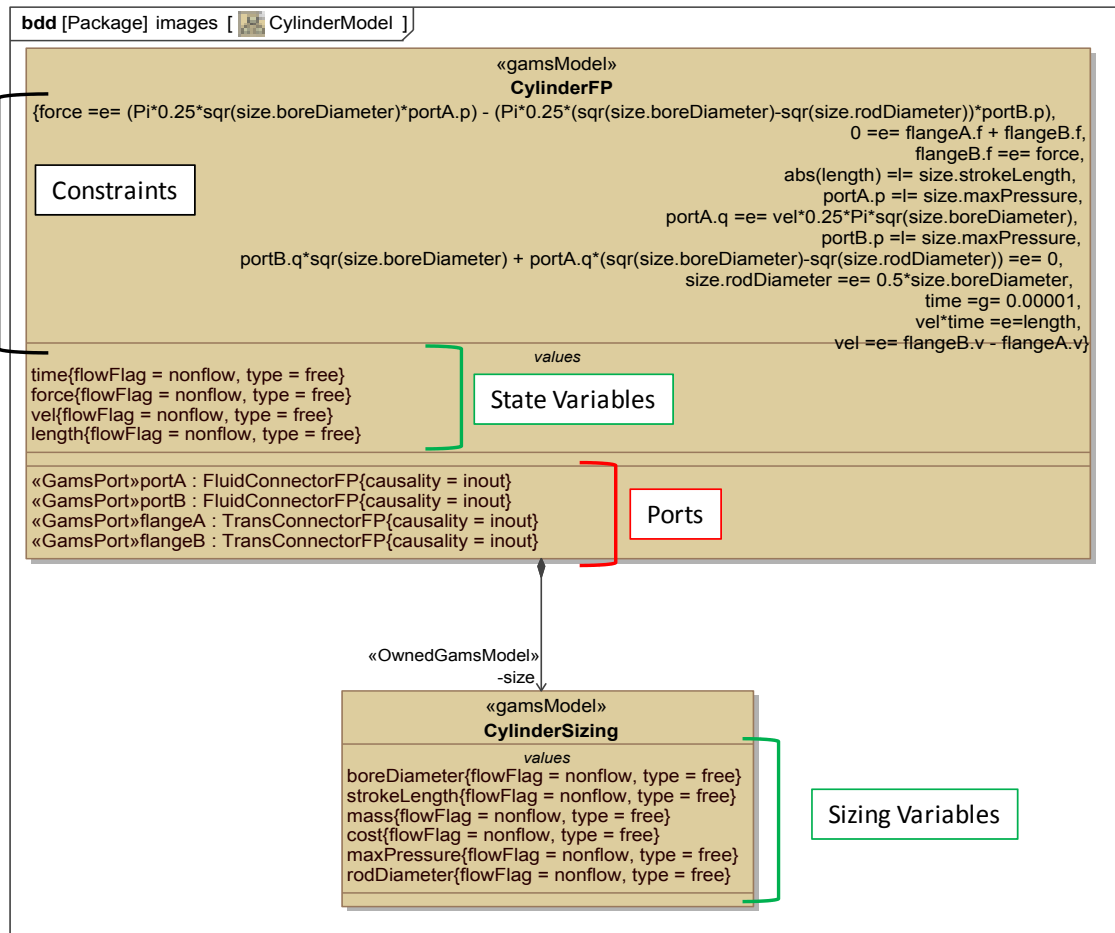 bdd [Package] images [ CylinderModel ]
«gamsModel»
CylinderFP
{force =e= (Pi*0.25*sqr(size.boreDiameter)*portA.p) - (Pi*0.25*(sqr(size.boreDiameter)-sqr(size.rodDiameter))*portB.p),
0 =e= flangeA.f + flangeB.f,
flangeB.f =e= force,
abs(length) =l= size.strokeLength,
portA.p =l= size.maxPressure,
portA.q =e= vel*0.25*Pi*sqr(size.boreDiameter),
portB.p =l= size.maxPressure,
portB.q*sqr(size.boreDiameter) + portA.q*(sqr(size.boreDiameter)-sqr(size.rodDiameter)) =e= 0,
size.rodDiameter =e= 0.5*size.boreDiameter,
time =g= 0.00001,
vel*time =e=length,
vel =e= flangeB.v - flangeA.v}
Constraints
values
time{flowFlag = nonflow, type = free}
force{flowFlag = nonflow, type = free}
vel{flowFlag = nonflow, type = free}
length{flowFlag = nonflow, type = free}
State Variables
«GamsPort»portA : FluidConnectorFP{causality = inout}
«GamsPort»portB : FluidConnectorFP{causality = inout}
«GamsPort»flangeA : TransConnectorFP{causality = inout}
«GamsPort»flangeB : TransConnectorFP{causality = inout}
Ports
«OwnedGamsModel»
-size
«gamsModel»
CylinderSizing
values
boreDiameter{flowFlag = nonflow, type = free}
strokeLength{flowFlag = nonflow, type = free}
mass{flowFlag = nonflow, type = free}
cost{flowFlag = nonflow, type = free}
maxPressure{flowFlag = nonflow, type = free}
rodDiameter{flowFlag = nonflow, type = free}
Sizing Variables